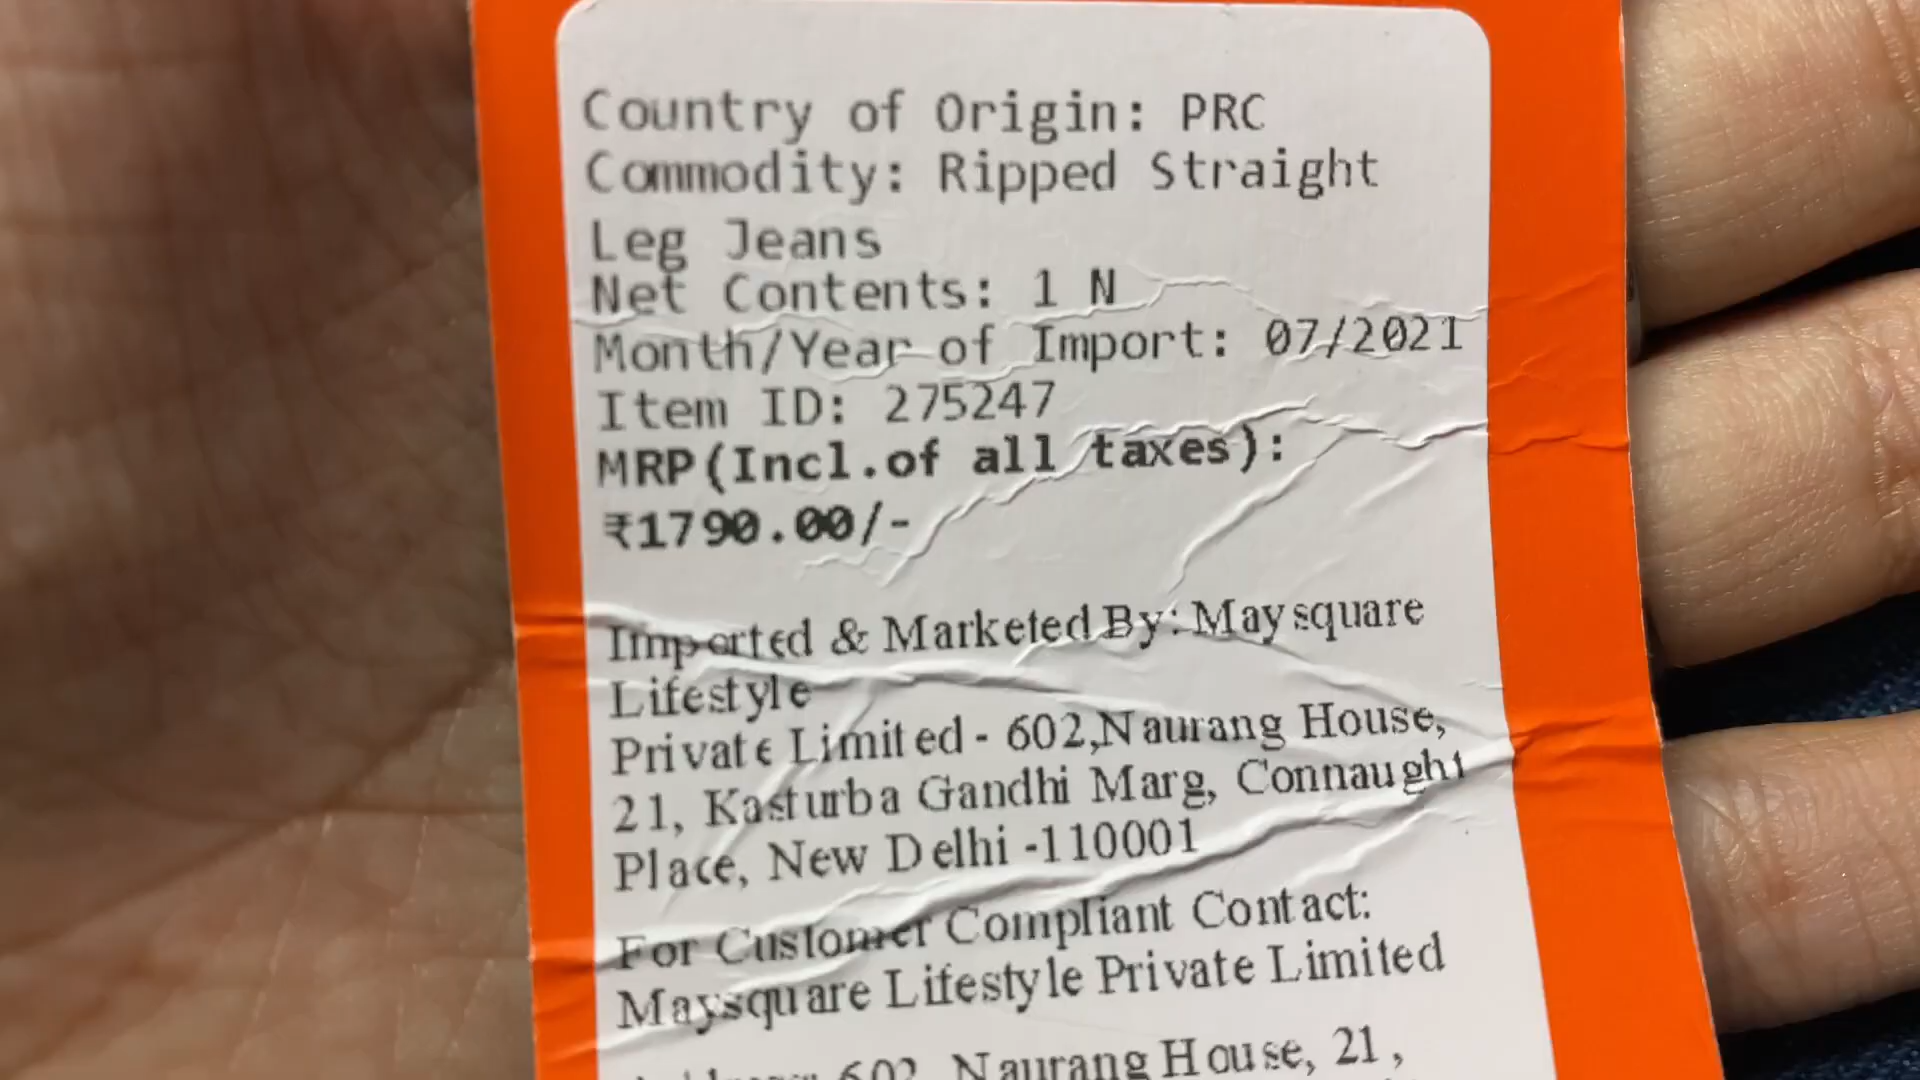 Country of Origin: PRC
Commodity: Ripped Straight
Leg Jeans
Net Contents: 1 N
Month/Year of Import: 07/2021
Item ID: 275247
MRP(Incl.of all taxes):
₹1790.00/-
Imported & Marketed By: Maysquare
Lifestyle
Private Limited - 602,Naurang House,
21, Kasturba Gandhi Marg, Connaught
Place, New Delhi -110001
For Customer Compliant Contact:
Maysquare Lifestyle Private Limited
602, Naurang House, 21,